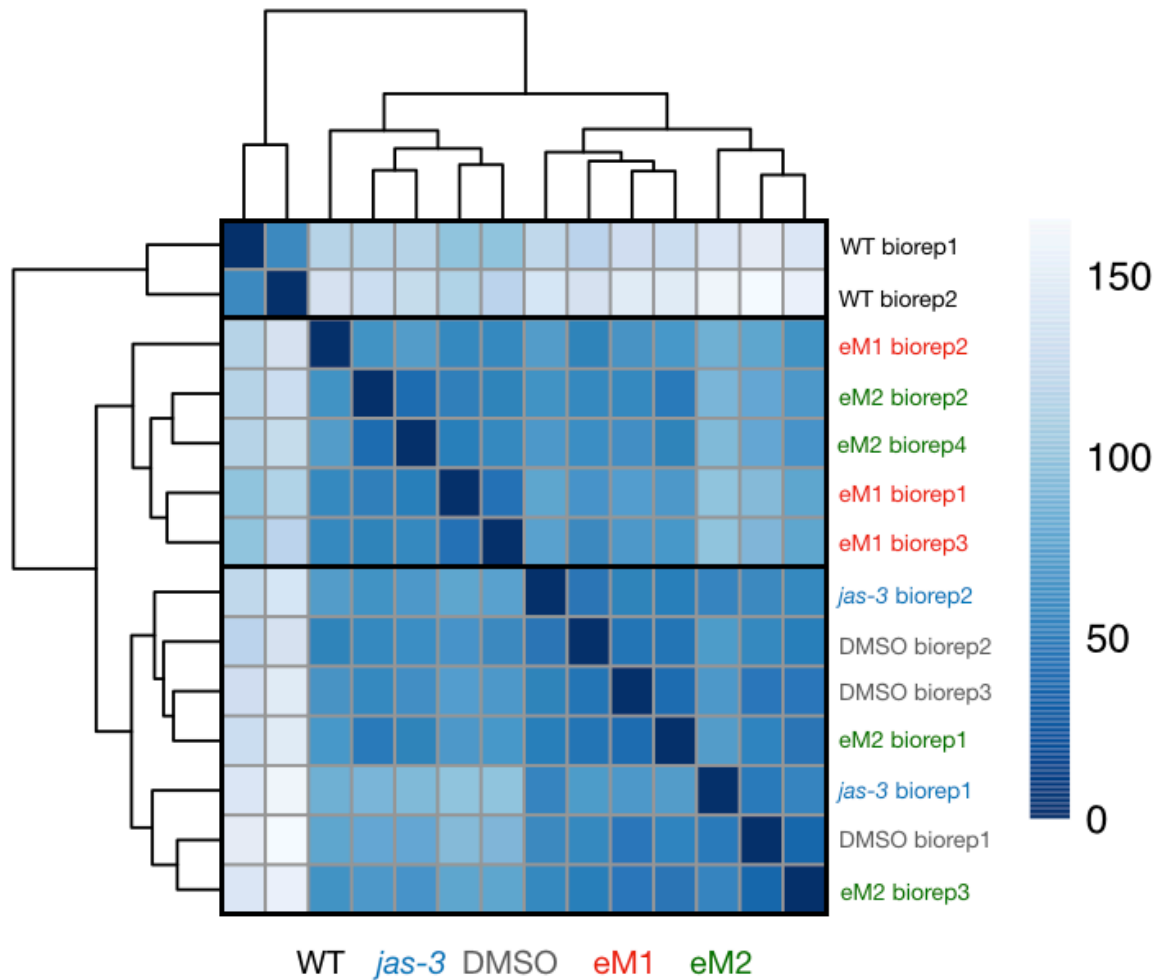 WT biorep1
WT biorep2
eM1 biorep2
eM2 biorep2
eM2 biorep4
eM1 biorep1
eM1 biorep3
jas-3 biorep2
DMSO biorep2
DMSO biorep3
eM2 biorep1
jas-3 biorep1
DMSO biorep1
eM2 biorep3
150
100
50
0
WT jas-3 DMSO eM1 eM2